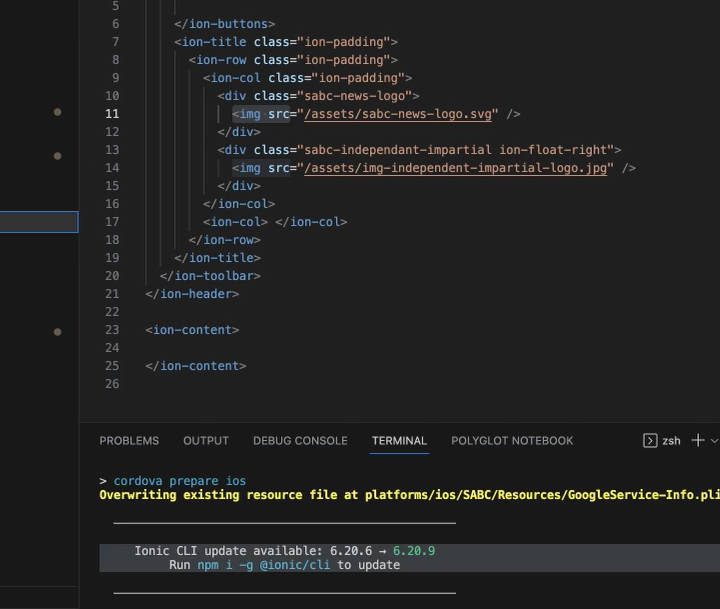 5
6 </ion-buttons>
7 <ion-title class="ion-padding">
8 <ion-row class="ion-padding">
9 <ion-col class="ion-padding">
10 <div class="sabc-news-logo">
11 <img src="/assets/sabc-news-logo.svg" />
12 </div>
13 <div class="sabc-independant-impartial ion-float-right">
14 <img src="/assets/img-independent-impartial-logo.jpg" />
15 </div>
16 </ion-col>
17 <ion-col> </ion-col>
18 </ion-row>
19 </ion-title>
20 </ion-toolbar>
21 </ion-header>
22
23 <ion-content>
24
25 </ion-content>
26
PROBLEMS OUTPUT DEBUG CONSOLE TERMINAL POLYGLOT NOTEBOOK zsh
> cordova prepare ios
Overwriting existing resource file at platforms/ios/SABC/Resources/GoogleService-Info.pli
Ionic CLI update available: 6.20.6 → 6.20.9
Run npm i -g @ionic/cli to update